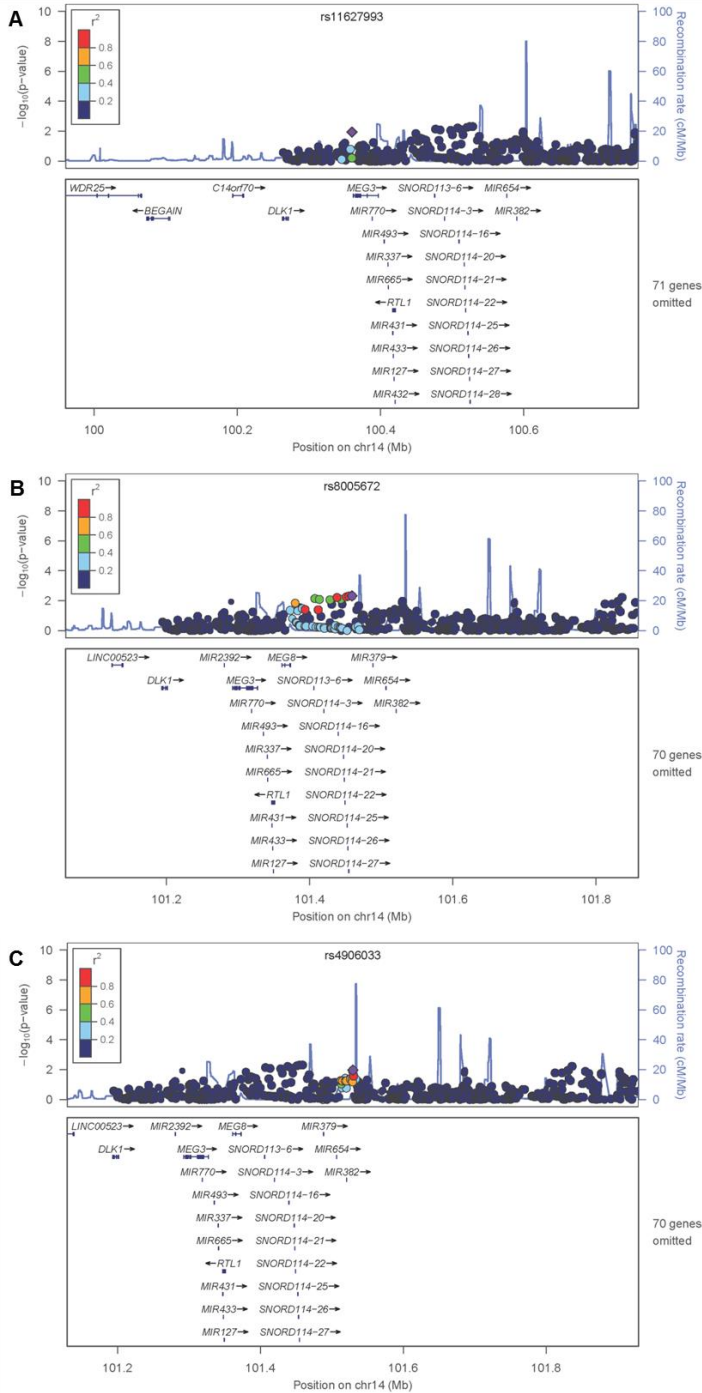 A
rs11627993
r²
0.8
0.6
0.4
0.2
10
8
6
4
2
0
−log10(p−value)
100
80
60
40
20
0
Recombination rate (cM/Mb)
WDR25→ C14orf70→ MEG3→ SNORD113−6→ MIR654→
←BEGAIN DLK1→ MIR770→ SNORD114−3→ MIR382→
MIR493→ SNORD114−16→
MIR337→ SNORD114−20→
MIR665→ SNORD114−21→
←RTL1 SNORD114−22→
MIR431→ SNORD114−25→
MIR433→ SNORD114−26→
MIR127→ SNORD114−27→
MIR432→ SNORD114−28→
71 genes
omitted
100 100.2 100.4 100.6
Position on chr14 (Mb)
B
rs8005672
r²
0.8
0.6
0.4
0.2
10
8
6
4
2
0
−log10(p−value)
100
80
60
40
20
0
Recombination rate (cM/Mb)
LINC00523→ MIR2392→ MEG8→ MIR379→
DLK1→ MEG3→ SNORD113−6→ MIR654→
MIR770→ SNORD114−3→ MIR382→
MIR493→ SNORD114−16→
MIR337→ SNORD114−20→
MIR665→ SNORD114−21→
←RTL1 SNORD114−22→
MIR431→ SNORD114−25→
MIR433→ SNORD114−26→
MIR127→ SNORD114−27→
70 genes
omitted
101.2 101.4 101.6 101.8
Position on chr14 (Mb)
C
rs4906033
r²
0.8
0.6
0.4
0.2
10
8
6
4
2
0
−log10(p−value)
100
80
60
40
20
0
Recombination rate (cM/Mb)
LINC00523→ MIR2392→ MEG8→ MIR379→
DLK1→ MEG3→ SNORD113−6→ MIR654→
MIR770→ SNORD114−3→ MIR382→
MIR493→ SNORD114−16→
MIR337→ SNORD114−20→
MIR665→ SNORD114−21→
←RTL1 SNORD114−22→
MIR431→ SNORD114−25→
MIR433→ SNORD114−26→
MIR127→ SNORD114−27→
70 genes
omitted
101.2 101.4 101.6 101.8
Position on chr14 (Mb)